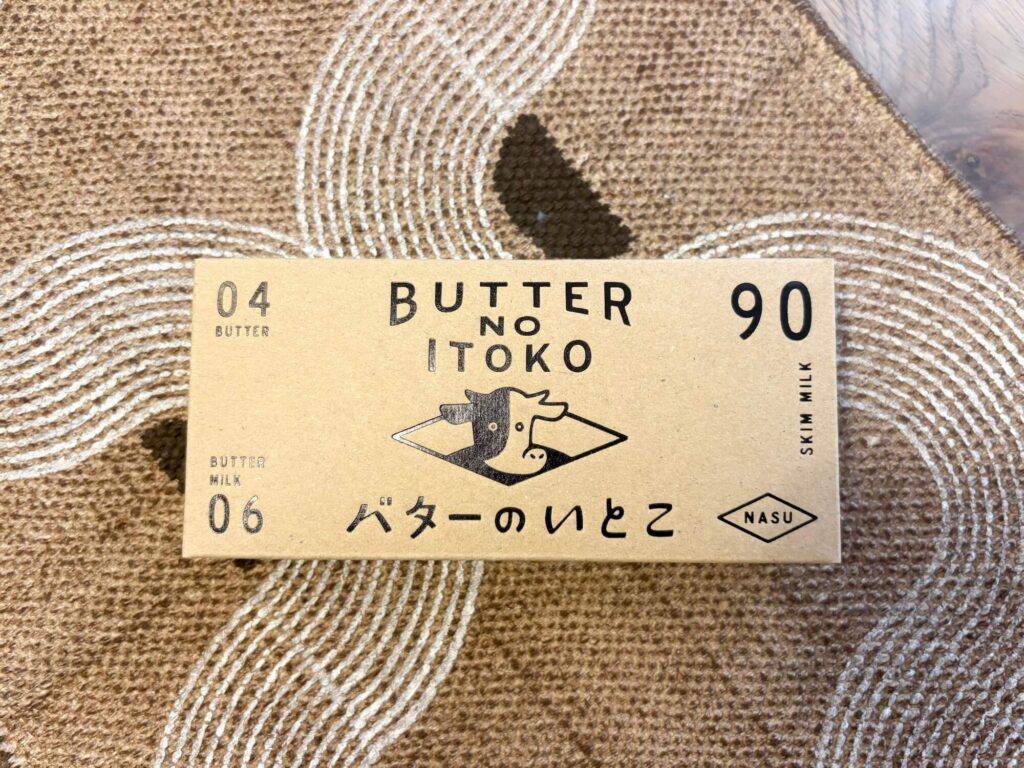 04
BUTTER
BUTTER
NO
ITOKO
90
SKIM MILK
BUTTER
MILK
06
バターのいとこ
NASU